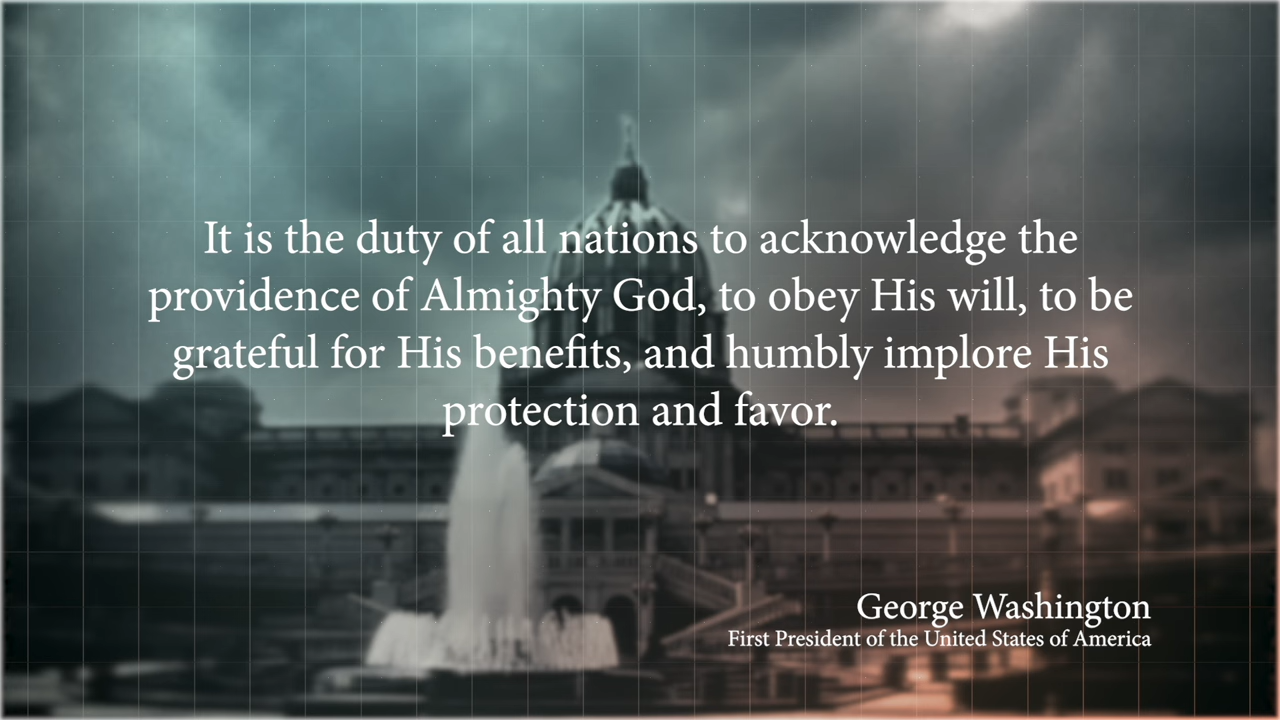 It is the duty of all nations to acknowledge the
providence of Almighty God, to obey His will, to be
grateful for His benefits, and humbly implore His
protection and favor.
George Washington
First President of the United States of America